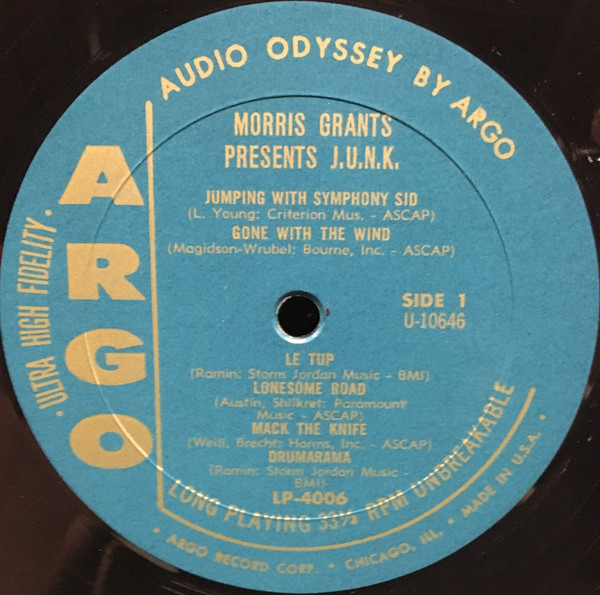 AUDIO ODYSSEY BY ARGO
MORRIS GRANTS
PRESENTS J.U.N.K.
JUMPING WITH SYMPHONY SID
(L. Young; Criterion Mus. - ASCAP)
GONE WITH THE WIND
(Magidson-Wrubel; Bourne, Inc. - ASCAP)
ARGO
• ULTRA HIGH FIDELITY •
SIDE 1
U-10646
LE TUP
(Ramin; Storm Jordan Music - BMI)
LONESOME ROAD
(Austin, Shilkret; Paramount
Music - ASCAP)
MACK THE KNIFE
(Weill, Brecht; Harms, Inc. - ASCAP)
DRUMARAMA
(Ramin; Storm Jordan Music -
BMI)
LP-4006
LONG PLAYING 33⅓ RPM UNBREAKABLE
• ARGO RECORD CORP. • CHICAGO, ILL. • MADE IN U.S.A. •